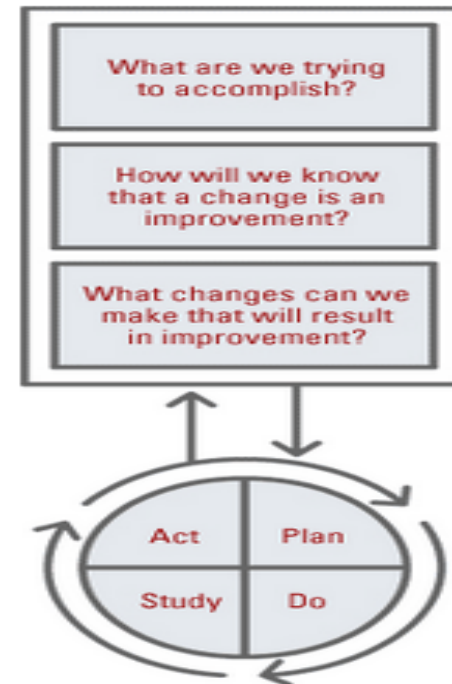 What are we trying
to accomplish?
How will we know
that a change is an
improvement?
What changes can we
make that will result
in improvement?
Act
Plan
Study
Do